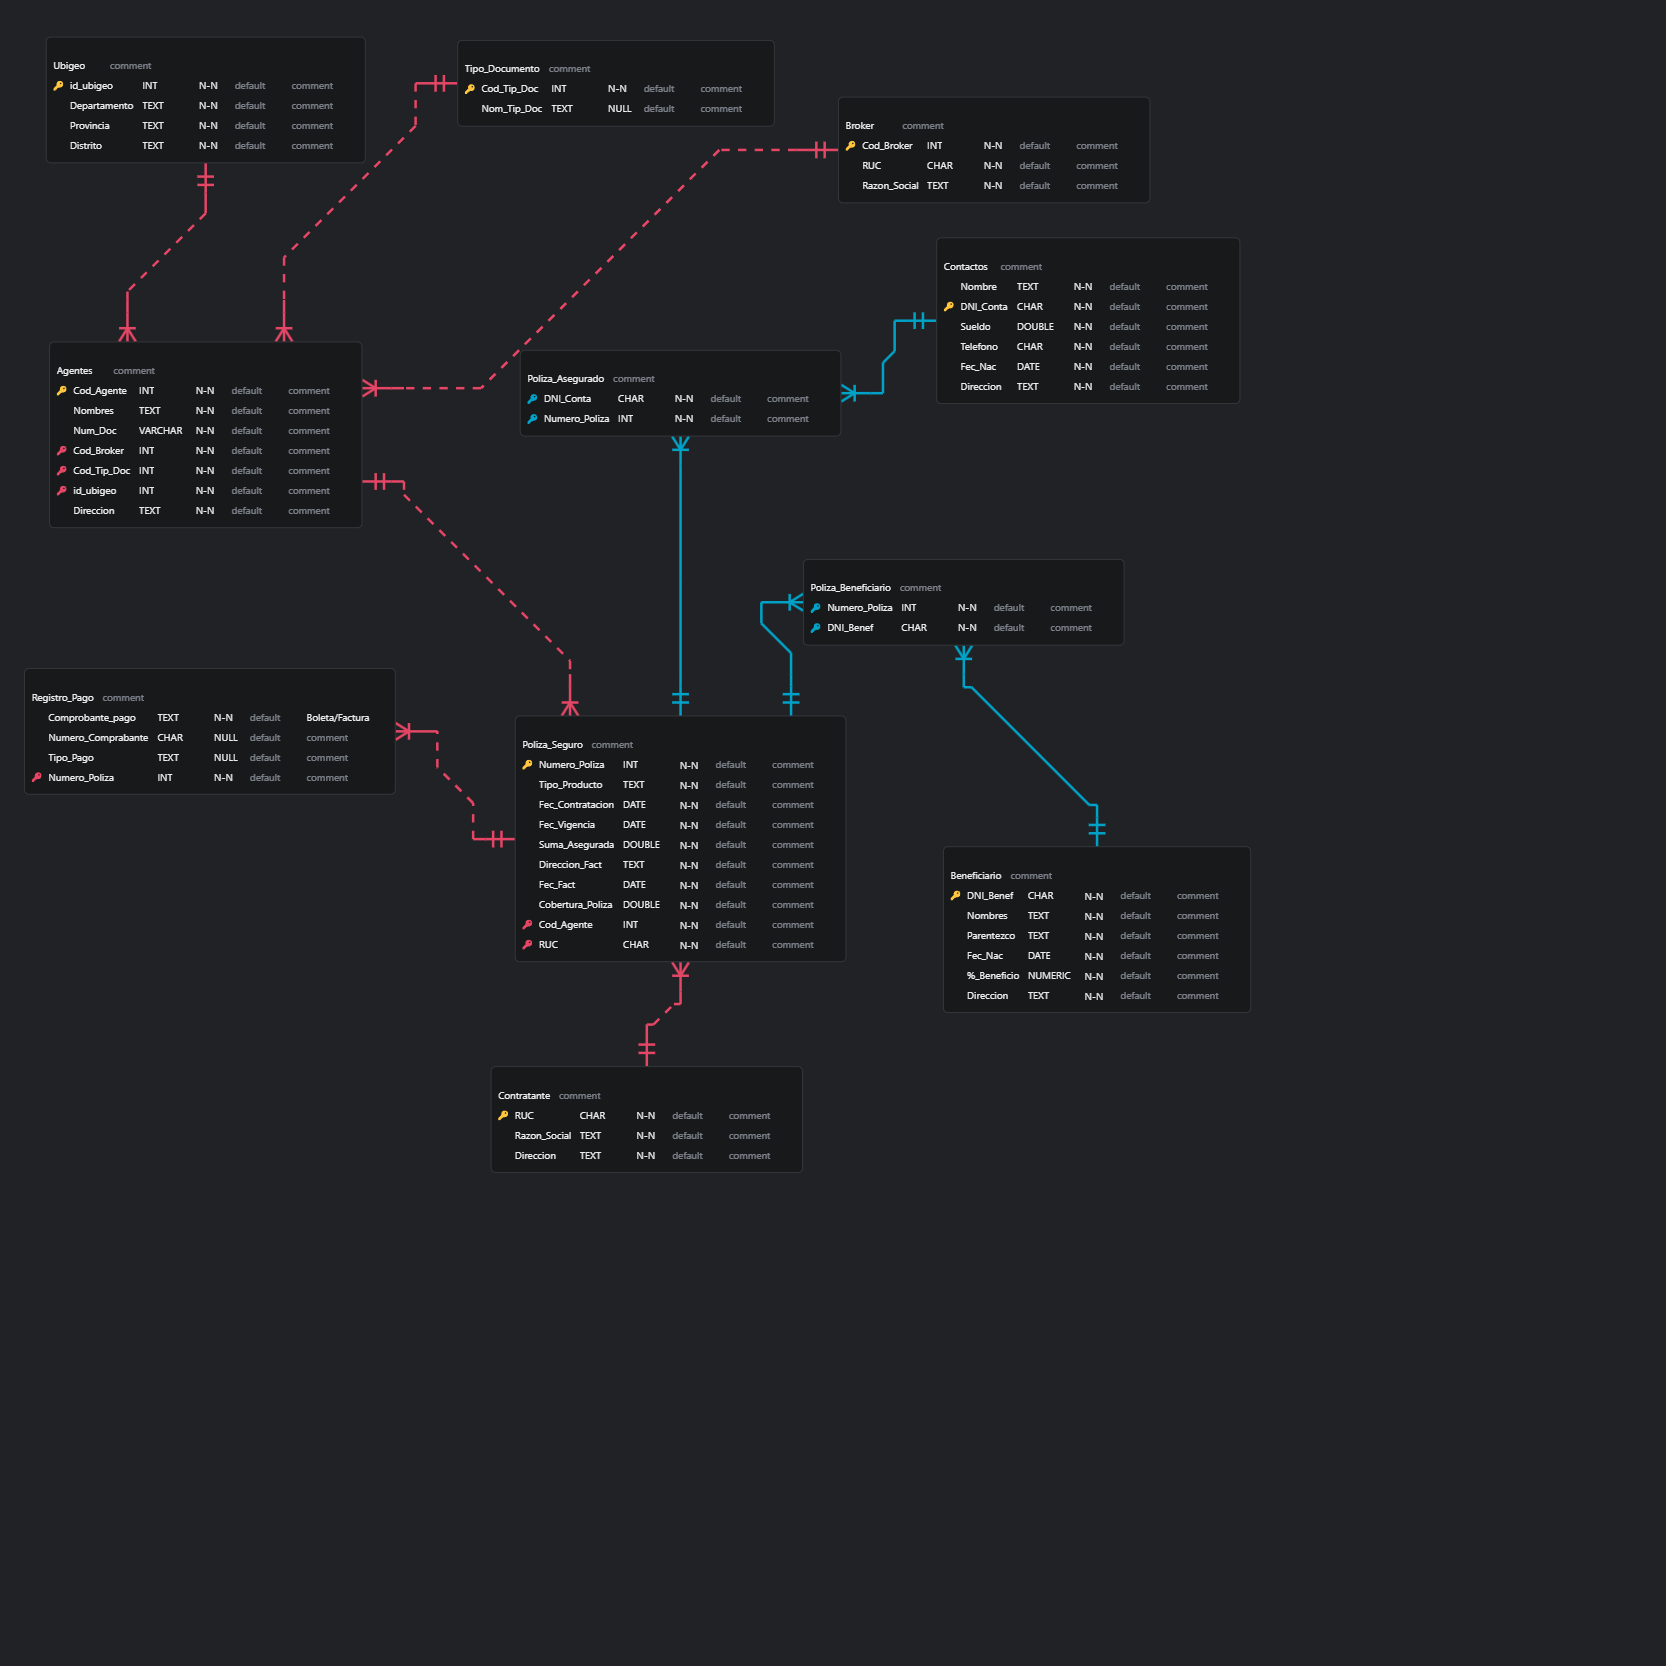 Ubigeo comment
id_ubigeo INT N-N default comment
Departamento TEXT N-N default comment
Provincia TEXT N-N default comment
Distrito TEXT N-N default comment
Tipo_Documento comment
Cod_Tip_Doc INT N-N default comment
Nom_Tip_Doc TEXT NULL default comment
Broker comment
Cod_Broker INT N-N default comment
RUC CHAR N-N default comment
Razon_Social TEXT N-N default comment
Contactos comment
Nombre TEXT N-N default comment
DNI_Conta CHAR N-N default comment
Sueldo DOUBLE N-N default comment
Telefono CHAR N-N default comment
Fec_Nac DATE N-N default comment
Direccion TEXT N-N default comment
Agentes comment
Cod_Agente INT N-N default comment
Nombres TEXT N-N default comment
Num_Doc VARCHAR N-N default comment
Cod_Broker INT N-N default comment
Cod_Tip_Doc INT N-N default comment
id_ubigeo INT N-N default comment
Direccion TEXT N-N default comment
Poliza_Asegurado comment
DNI_Conta CHAR N-N default comment
Numero_Poliza INT N-N default comment
Poliza_Beneficiario comment
Numero_Poliza INT N-N default comment
DNI_Benef CHAR N-N default comment
Registro_Pago comment
Comprobante_pago TEXT N-N default Boleta/Factura
Numero_Comprabante CHAR NULL default comment
Tipo_Pago TEXT NULL default comment
Numero_Poliza INT N-N default comment
Poliza_Seguro comment
Numero_Poliza INT N-N default comment
Tipo_Producto TEXT N-N default comment
Fec_Contratacion DATE N-N default comment
Fec_Vigencia DATE N-N default comment
Suma_Asegurada DOUBLE N-N default comment
Direccion_Fact TEXT N-N default comment
Fec_Fact DATE N-N default comment
Cobertura_Poliza DOUBLE N-N default comment
Cod_Agente INT N-N default comment
RUC CHAR N-N default comment
Beneficiario comment
DNI_Benef CHAR N-N default comment
Nombres TEXT N-N default comment
Parentezco TEXT N-N default comment
Fec_Nac DATE N-N default comment
%_Beneficio NUMERIC N-N default comment
Direccion TEXT N-N default comment
Contratante comment
RUC CHAR N-N default comment
Razon_Social TEXT N-N default comment
Direccion TEXT N-N default comment